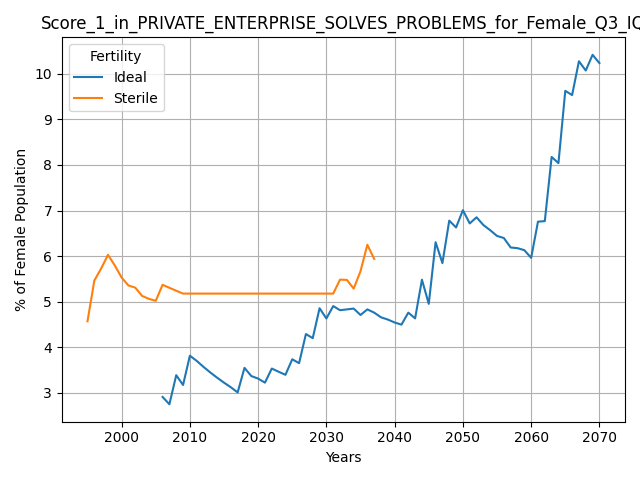 Score_1_in_PRIVATE_ENTERPRISE_SOLVES_PROBLEMS_for_Female_Q3_IQ
Fertility
Ideal
Sterile
% of Female Population
10
9
8
7
6
5
4
3
2000 2010 2020 2030 2040 2050 2060 2070
Years